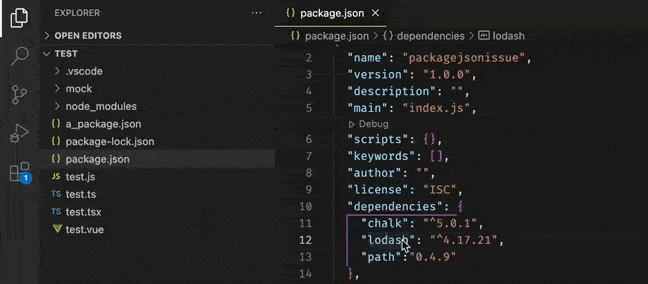 EXPLORER
···
OPEN EDITORS
TEST
.vscode
mock
node_modules
{} a_package.json
{} package-lock.json
{} package.json
JS test.js
TS test.ts
TS test.tsx
test.vue
1
{} package.json ×
{} package.json > {} dependencies > lodash
2 "name": "packagejsonissue",
3 "version": "1.0.0",
4 "description": "",
5 "main": "index.js",
Debug
6 "scripts": {},
7 "keywords": [],
8 "author": "",
9 "license": "ISC",
10 "dependencies": {
11 "chalk": "^5.0.1",
12 "lodash": "^4.17.21",
13 "path":"0.4.9"
14 },